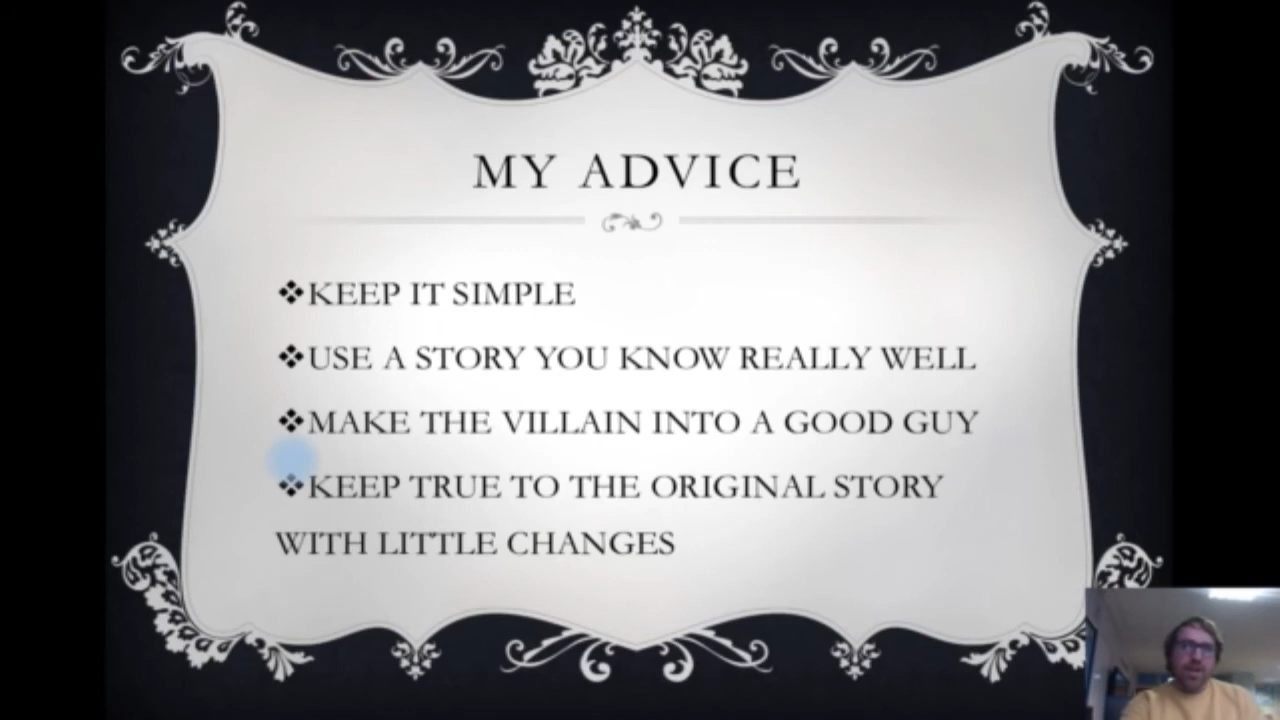 MY ADVICE
❖KEEP IT SIMPLE
❖USE A STORY YOU KNOW REALLY WELL
❖MAKE THE VILLAIN INTO A GOOD GUY
❖KEEP TRUE TO THE ORIGINAL STORY
WITH LITTLE CHANGES